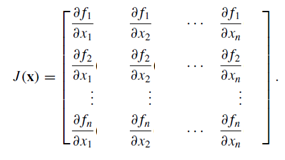 J(x) = [ ∂f₁/∂x₁ ∂f₁/∂x₂ ⋯ ∂f₁/∂xₙ
∂f₂/∂x₁ ∂f₂/∂x₂ ⋯ ∂f₂/∂xₙ
⋮ ⋮ ⋮
∂fₙ/∂x₁ ∂fₙ/∂x₂ ⋯ ∂fₙ/∂xₙ ] .